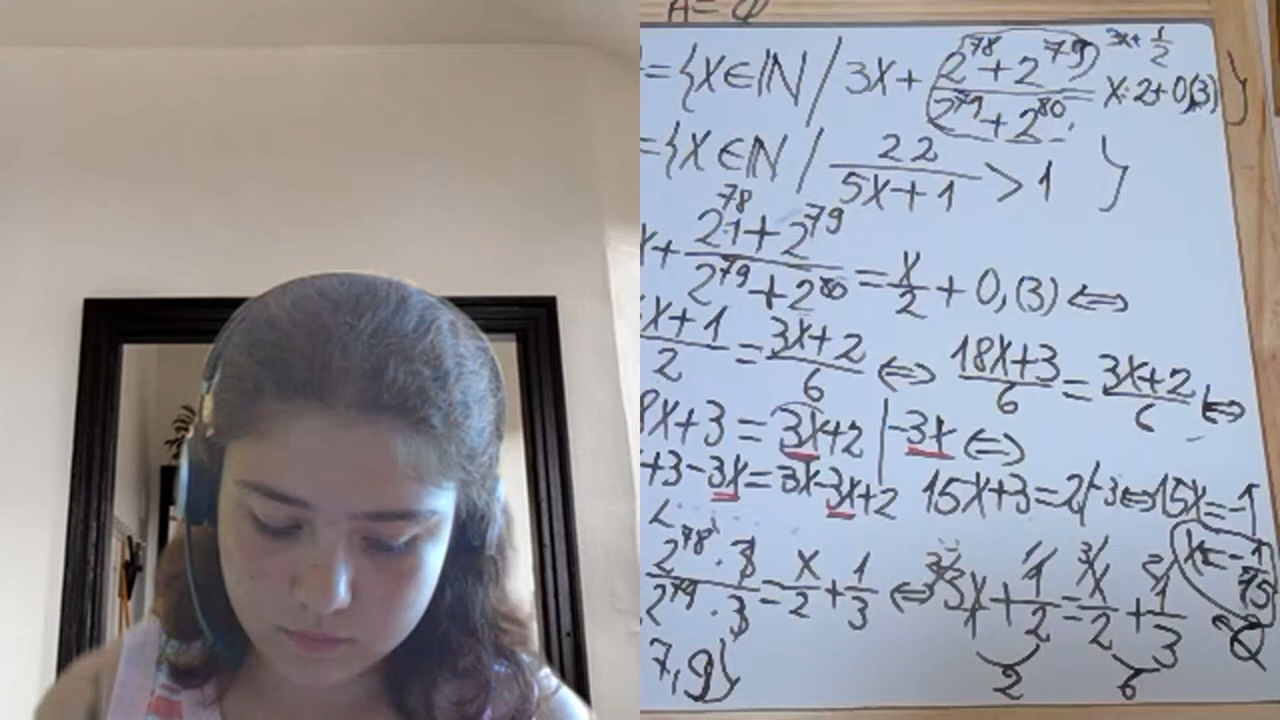 A = ∅
= {x ∈ ℕ / 3x + (2^78 + 2^79)/(2^79 + 2^80) = x : 2 + 0,(3)} 3x + 1/2
= {x ∈ ℕ / 22/(5x + 1) > 1 }
x + (2^78 + 2^79)/(2^79 + 2^80) = x/2 + 0,(3) ⇔
x + 1/2 = (3x + 2)/6 ⇔ (18x + 3)/6 = (3x + 2)/6 ⇔
8x + 3 = 3x + 2 | -3x ⇔
+ 3 - 3x = 3x - 3x + 2 15x + 3 = 2 | -3 ⇔ 15x = -1
(2^78 · 3)/(2^79 · 3) = x/2 + 1/3 ⇔ 3x + 1/2 = x/2 + 1/3 x = -1/15
2 6
7, 9}